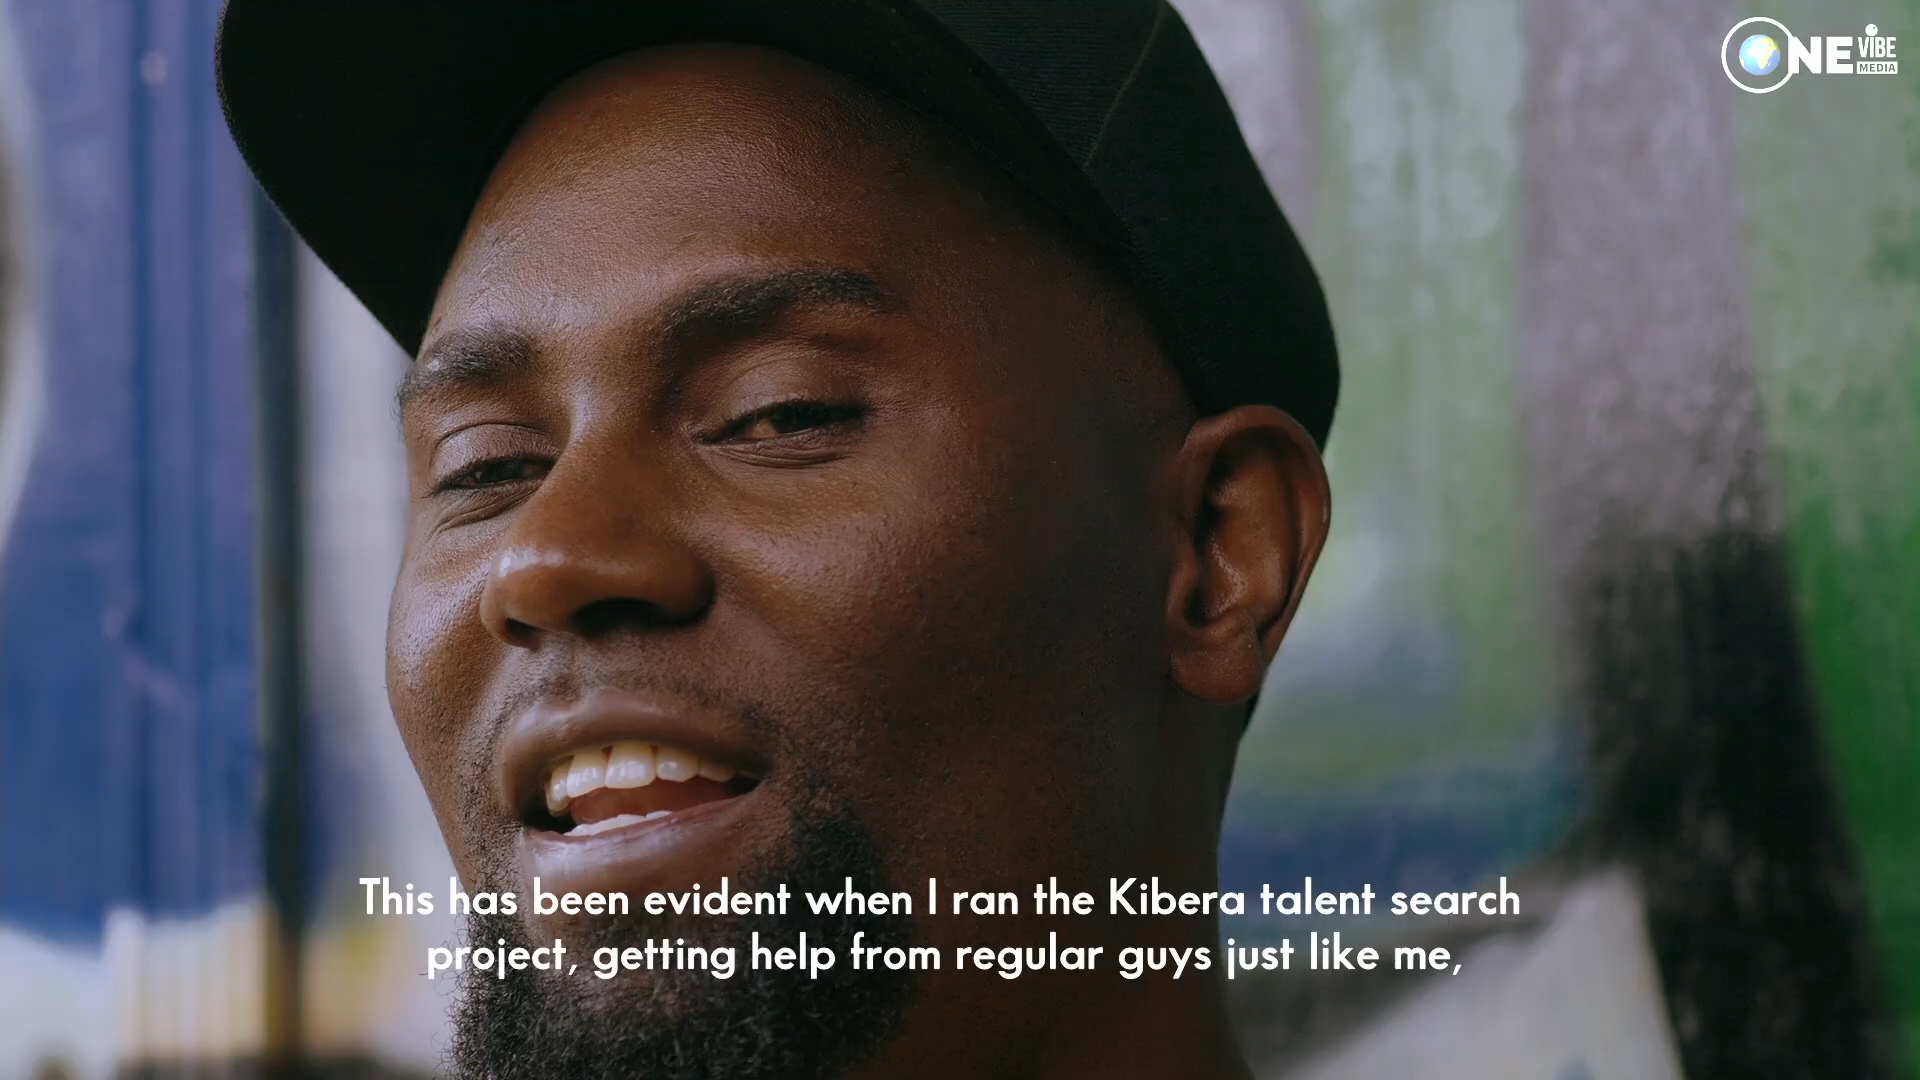 ONE VIBE
MEDIA
This has been evident when I ran the Kibera talent search
project, getting help from regular guys just like me,